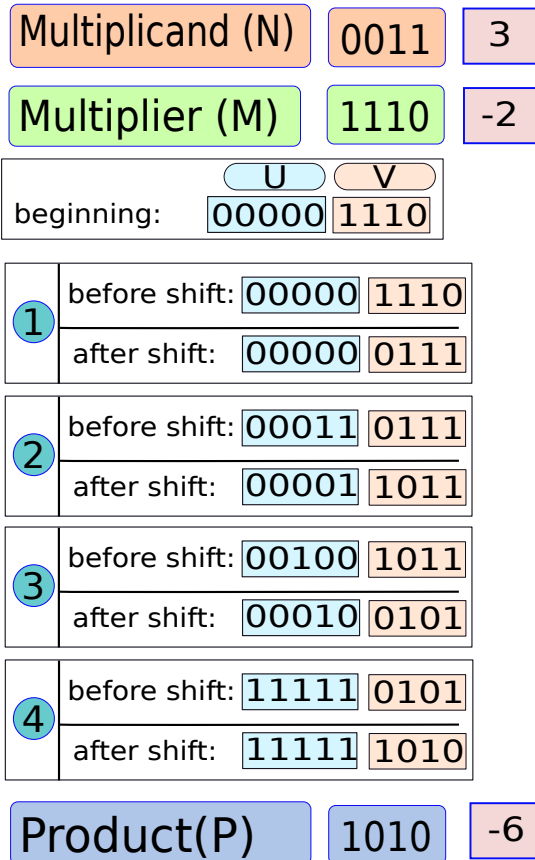 Multiplicand (N) 0011 3
Multiplier (M) 1110 -2
U V
beginning: 00000 1110
1
before shift: 00000 1110
after shift: 00000 0111
2
before shift: 00011 0111
after shift: 00001 1011
3
before shift: 00100 1011
after shift: 00010 0101
4
before shift: 11111 0101
after shift: 11111 1010
Product(P) 1010 -6